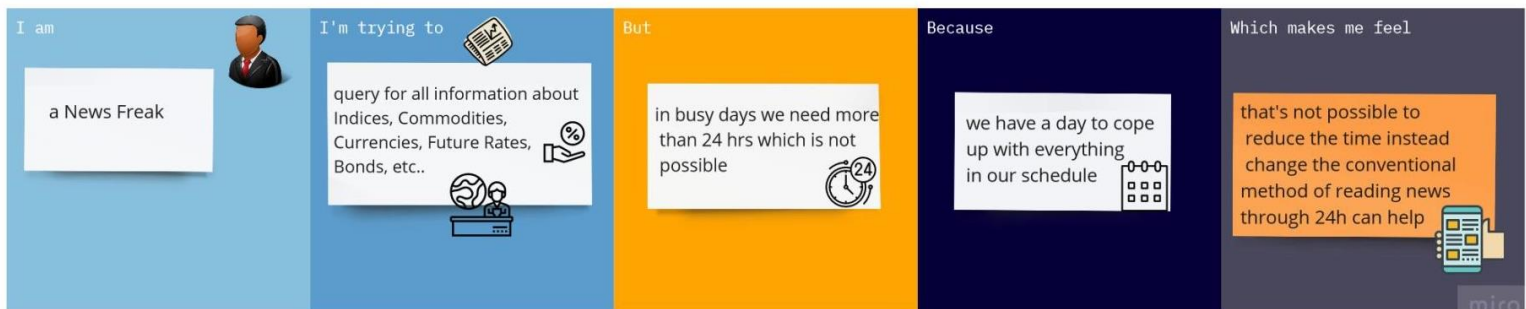 I am
a News Freak
I'm trying to
query for all information about
Indices, Commodities,
Currencies, Future Rates,
Bonds, etc..
%
But
in busy days we need more
than 24 hrs which is not
possible
24
Because
we have a day to cope
up with everything
in our schedule
Which makes me feel
that's not possible to
reduce the time instead
change the conventional
method of reading news
through 24h can help
miro